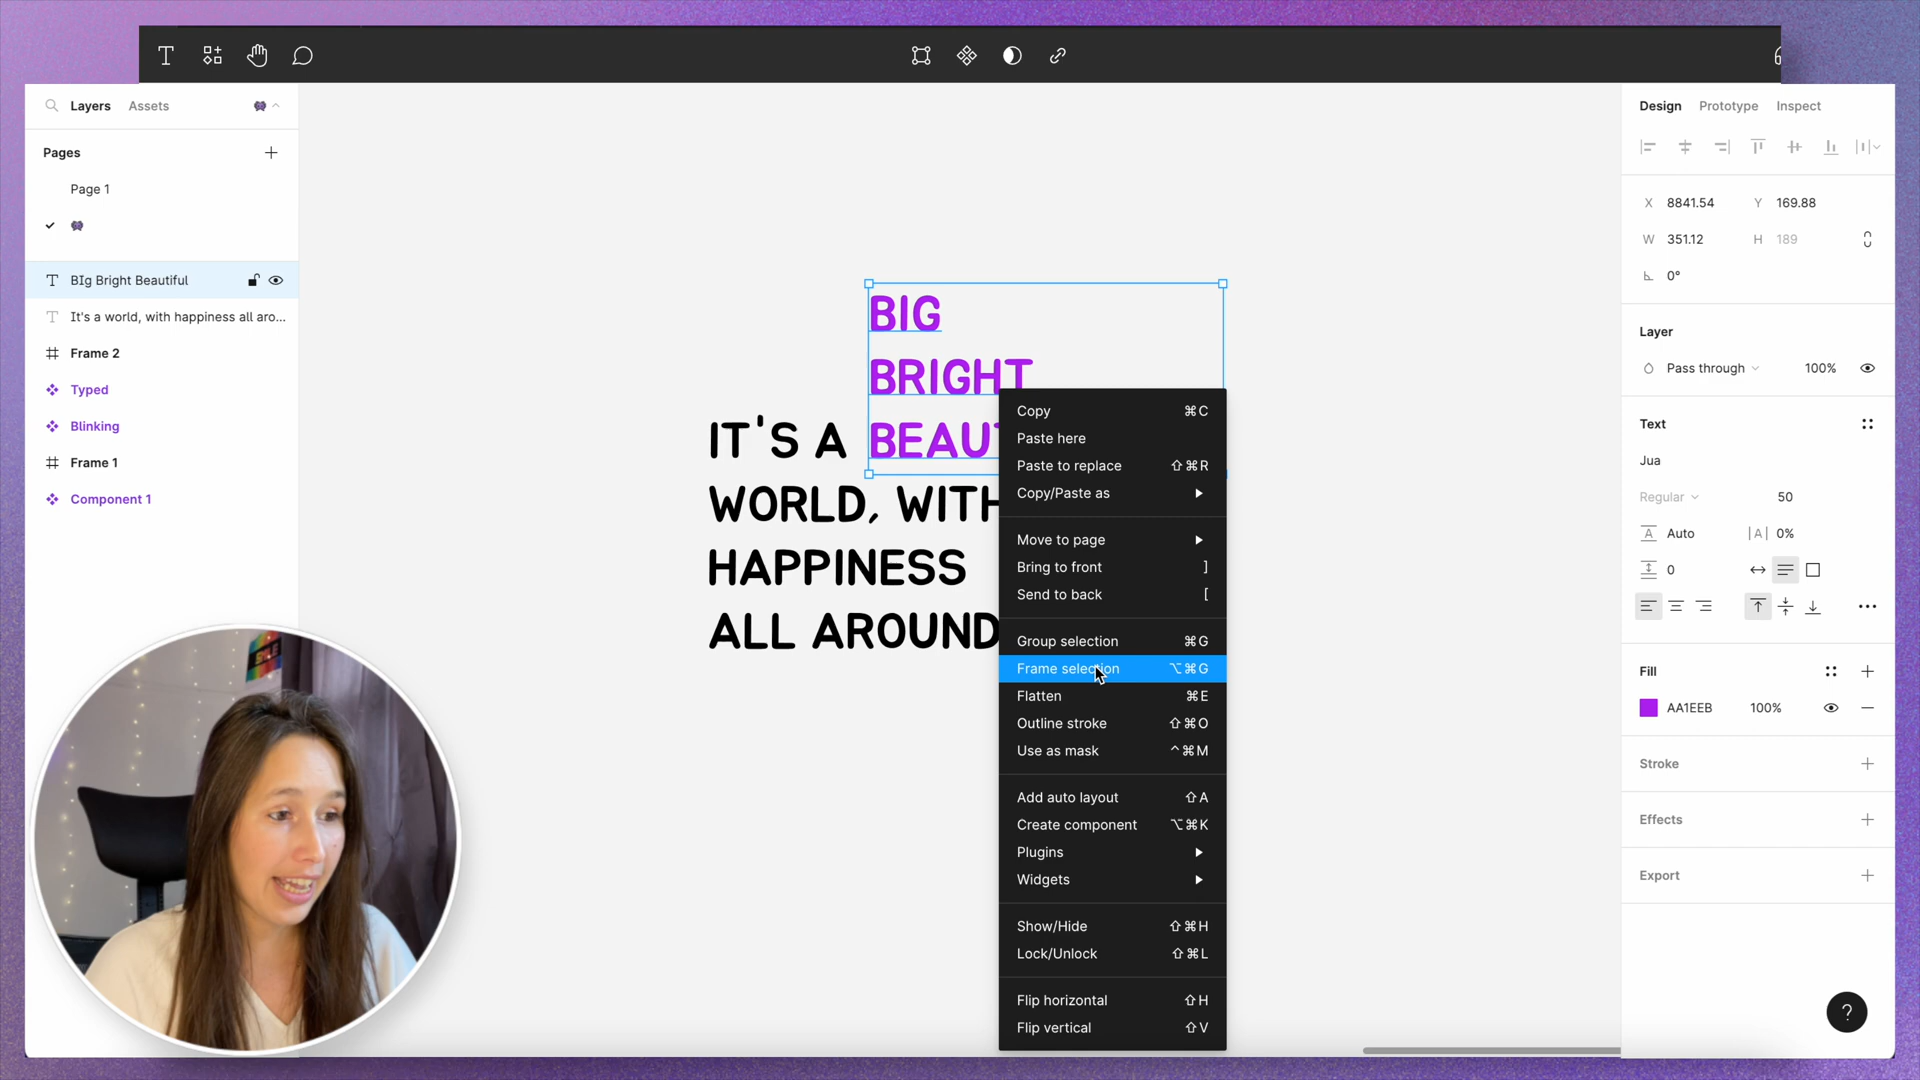 Layers Assets
Pages
Page 1
BIg Bright Beautiful
It's a world, with happiness all aro...
Frame 2
Typed
Blinking
Frame 1
Component 1
BIG
BRIGHT
IT'S A BEAU
WORLD, WITH
HAPPINESS
ALL AROUND
Copy ⌘C
Paste here
Paste to replace ⇧⌘R
Copy/Paste as
Move to page
Bring to front ]
Send to back [
Group selection ⌘G
Frame selection ⌥⌘G
Flatten ⌘E
Outline stroke ⇧⌘O
Use as mask ^⌘M
Add auto layout ⇧A
Create component ⌥⌘K
Plugins
Widgets
Show/Hide ⇧⌘H
Lock/Unlock ⇧⌘L
Flip horizontal ⇧H
Flip vertical ⇧V
Design Prototype Inspect
X 8841.54 Y 169.88
W 351.12 H 189
0°
Layer
Pass through 100%
Text
Jua
Regular 50
Auto |A| 0%
0
Fill
AA1EEB 100%
Stroke
Effects
Export
?